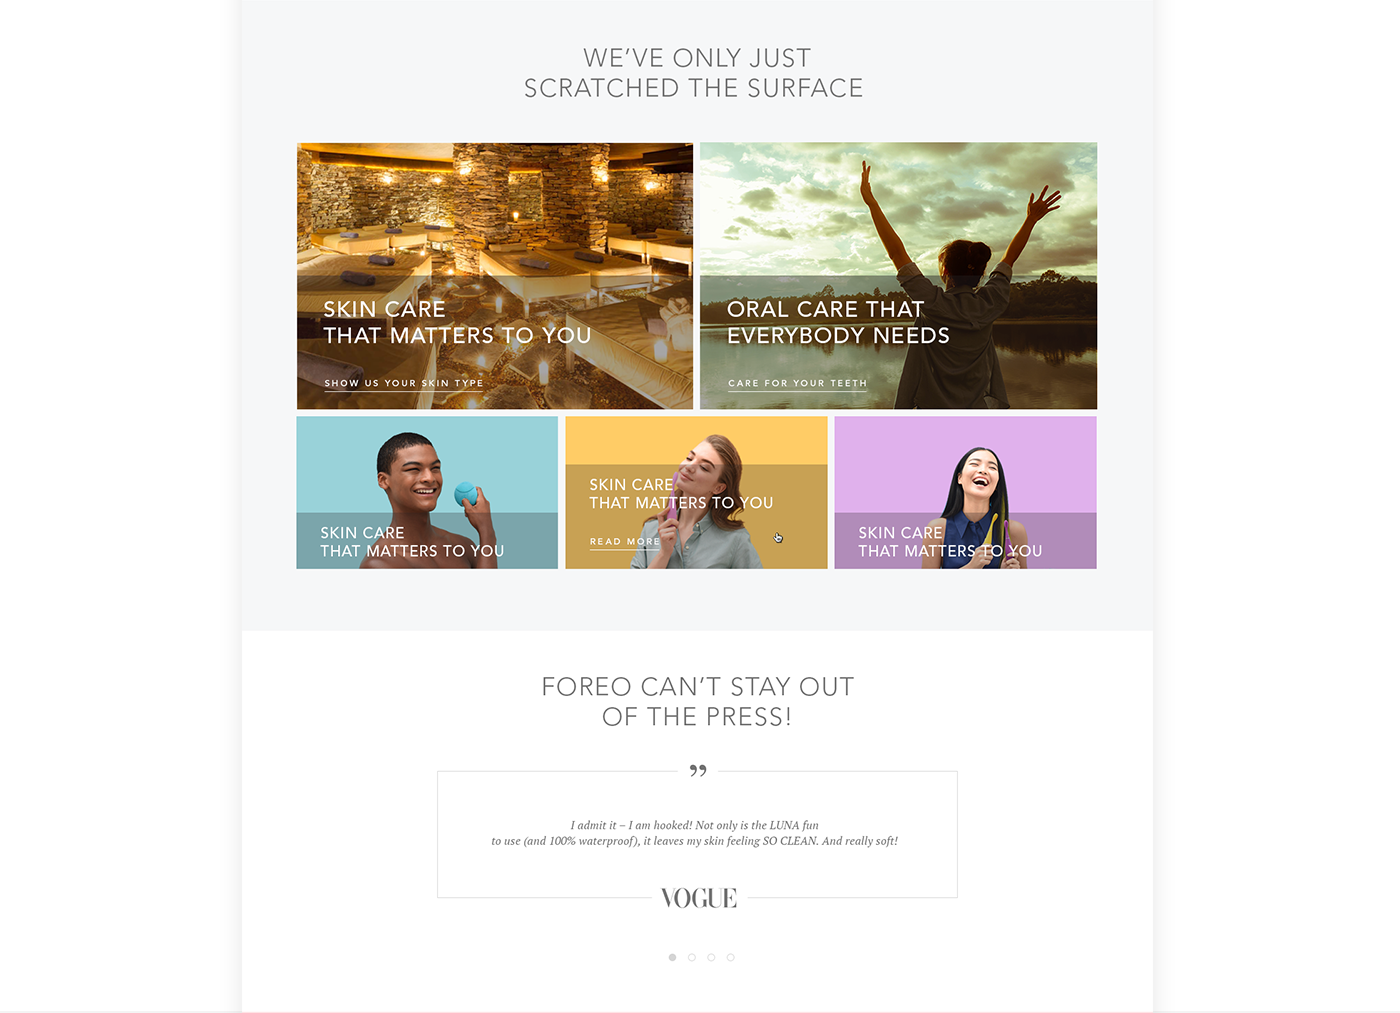 WE’VE ONLY JUST
SCRATCHED THE SURFACE
SKIN CARE
THAT MATTERS TO YOU
SHOW US YOUR SKIN TYPE
ORAL CARE THAT
EVERYBODY NEEDS
CARE FOR YOUR TEETH
SKIN CARE
THAT MATTERS TO YOU
SKIN CARE
THAT MATTERS TO YOU
READ MORE
SKIN CARE
THAT MATTERS TO YOU
FOREO CAN’T STAY OUT
OF THE PRESS!
”
I admit it – I am hooked! Not only is the LUNA fun
to use (and 100% waterproof), it leaves my skin feeling SO CLEAN. And really soft!
VOGUE